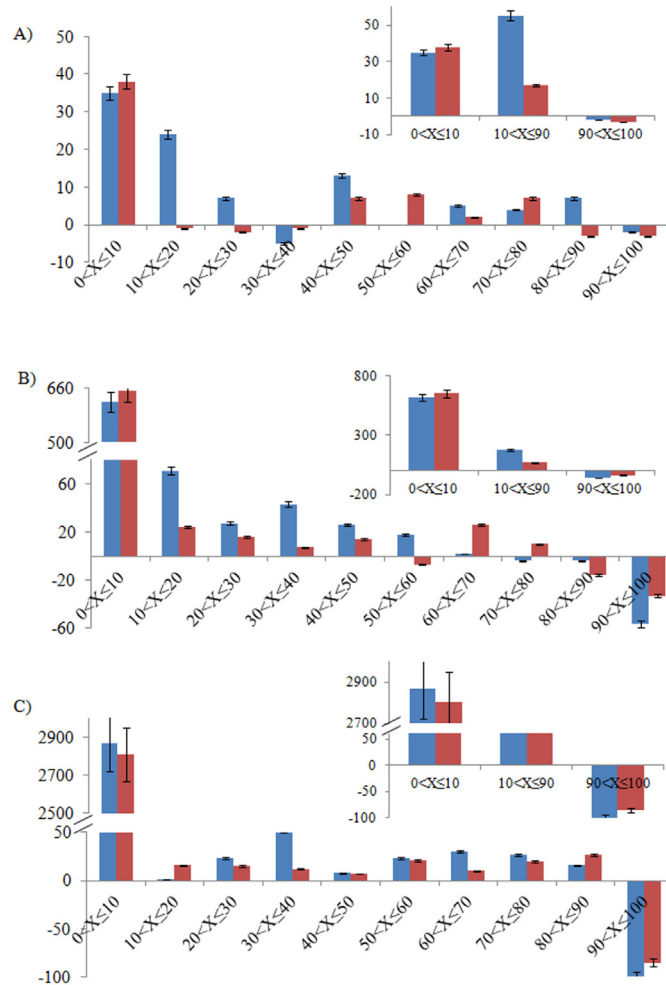 A)
50
40
30
20
10
0
-10
0<X≤10
10<X≤20
20<X≤30
30<X≤40
40<X≤50
50<X≤60
60<X≤70
70<X≤80
80<X≤90
90<X≤100
50
30
10
-10
0<X≤10
10<X≤90
90<X≤100
B)
660
500
60
20
-20
-60
0<X≤10
10<X≤20
20<X≤30
30<X≤40
40<X≤50
50<X≤60
60<X≤70
70<X≤80
80<X≤90
90<X≤100
800
300
-200
0<X≤10
10<X≤90
90<X≤100
C)
2900
2700
2500
50
0
-50
-100
0<X≤10
10<X≤20
20<X≤30
30<X≤40
40<X≤50
50<X≤60
60<X≤70
70<X≤80
80<X≤90
90<X≤100
2900
2700
50
0
-50
-100
0<X≤10
10<X≤90
90<X≤100